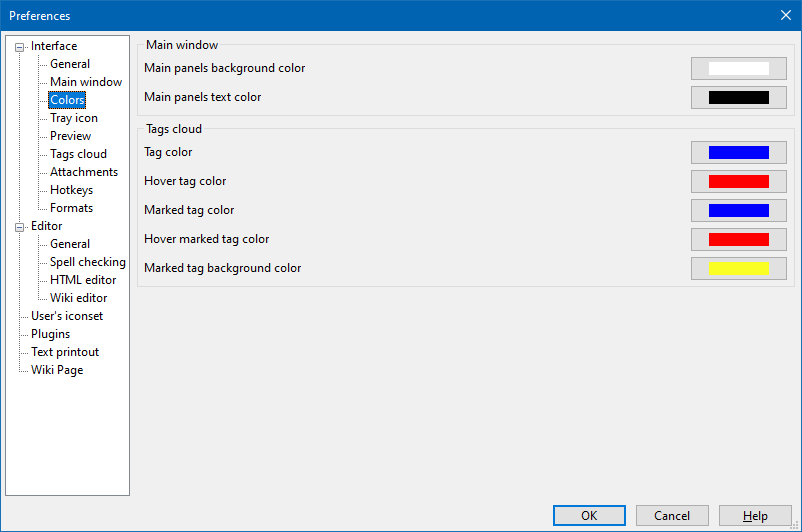 Preferences
Interface
General
Main window
Colors
Tray icon
Preview
Tags cloud
Attachments
Hotkeys
Formats
Editor
General
Spell checking
HTML editor
Wiki editor
User's iconset
Plugins
Text printout
Wiki Page
Main window
Main panels background color
Main panels text color
Tags cloud
Tag color
Hover tag color
Marked tag color
Hover marked tag color
Marked tag background color
OK Cancel Help